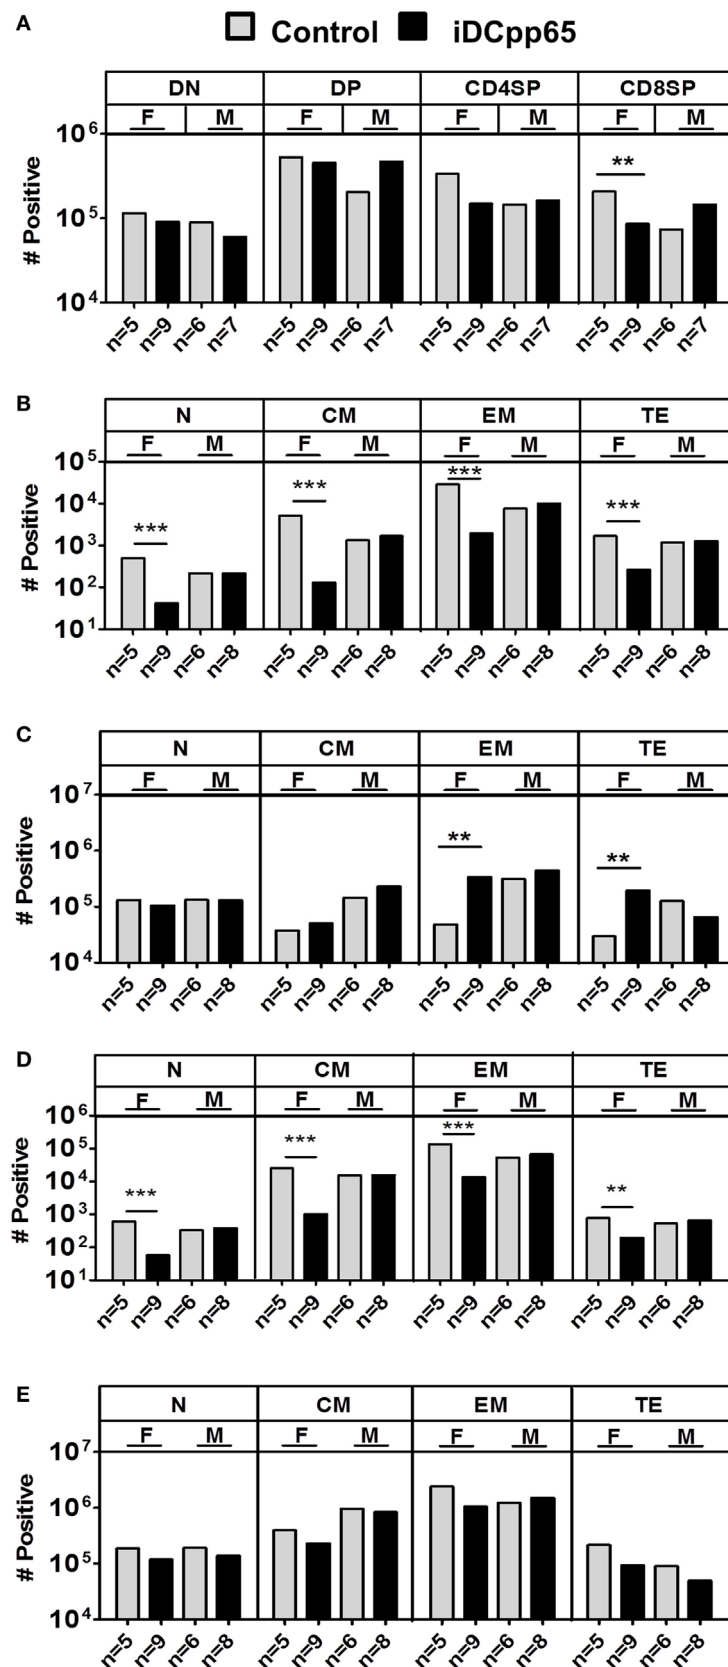 A
Control iDCpp65
DN DP CD4SP CD8SP
F M F M F M F M
**
# Positive
10⁶
10⁵
10⁴
n=5 n=9 n=6 n=7 n=5 n=9 n=6 n=7 n=5 n=9 n=6 n=7 n=5 n=9 n=6 n=7
B
N CM EM TE
F M F M F M F M
*** *** *** ***
# Positive
10⁵
10⁴
10³
10²
10¹
n=5 n=9 n=6 n=8 n=5 n=9 n=6 n=8 n=5 n=9 n=6 n=8 n=5 n=9 n=6 n=8
C
N CM EM TE
F M F M F M F M
** **
# Positive
10⁷
10⁶
10⁵
10⁴
n=5 n=9 n=6 n=8 n=5 n=9 n=6 n=8 n=5 n=9 n=6 n=8 n=5 n=9 n=6 n=8
D
N CM EM TE
F M F M F M F M
*** *** *** **
# Positive
10⁶
10⁵
10⁴
10³
10²
10¹
n=5 n=9 n=6 n=8 n=5 n=9 n=6 n=8 n=5 n=9 n=6 n=8 n=5 n=9 n=6 n=8
E
N CM EM TE
F M F M F M F M
# Positive
10⁷
10⁶
10⁵
10⁴
n=5 n=9 n=6 n=8 n=5 n=9 n=6 n=8 n=5 n=9 n=6 n=8 n=5 n=9 n=6 n=8